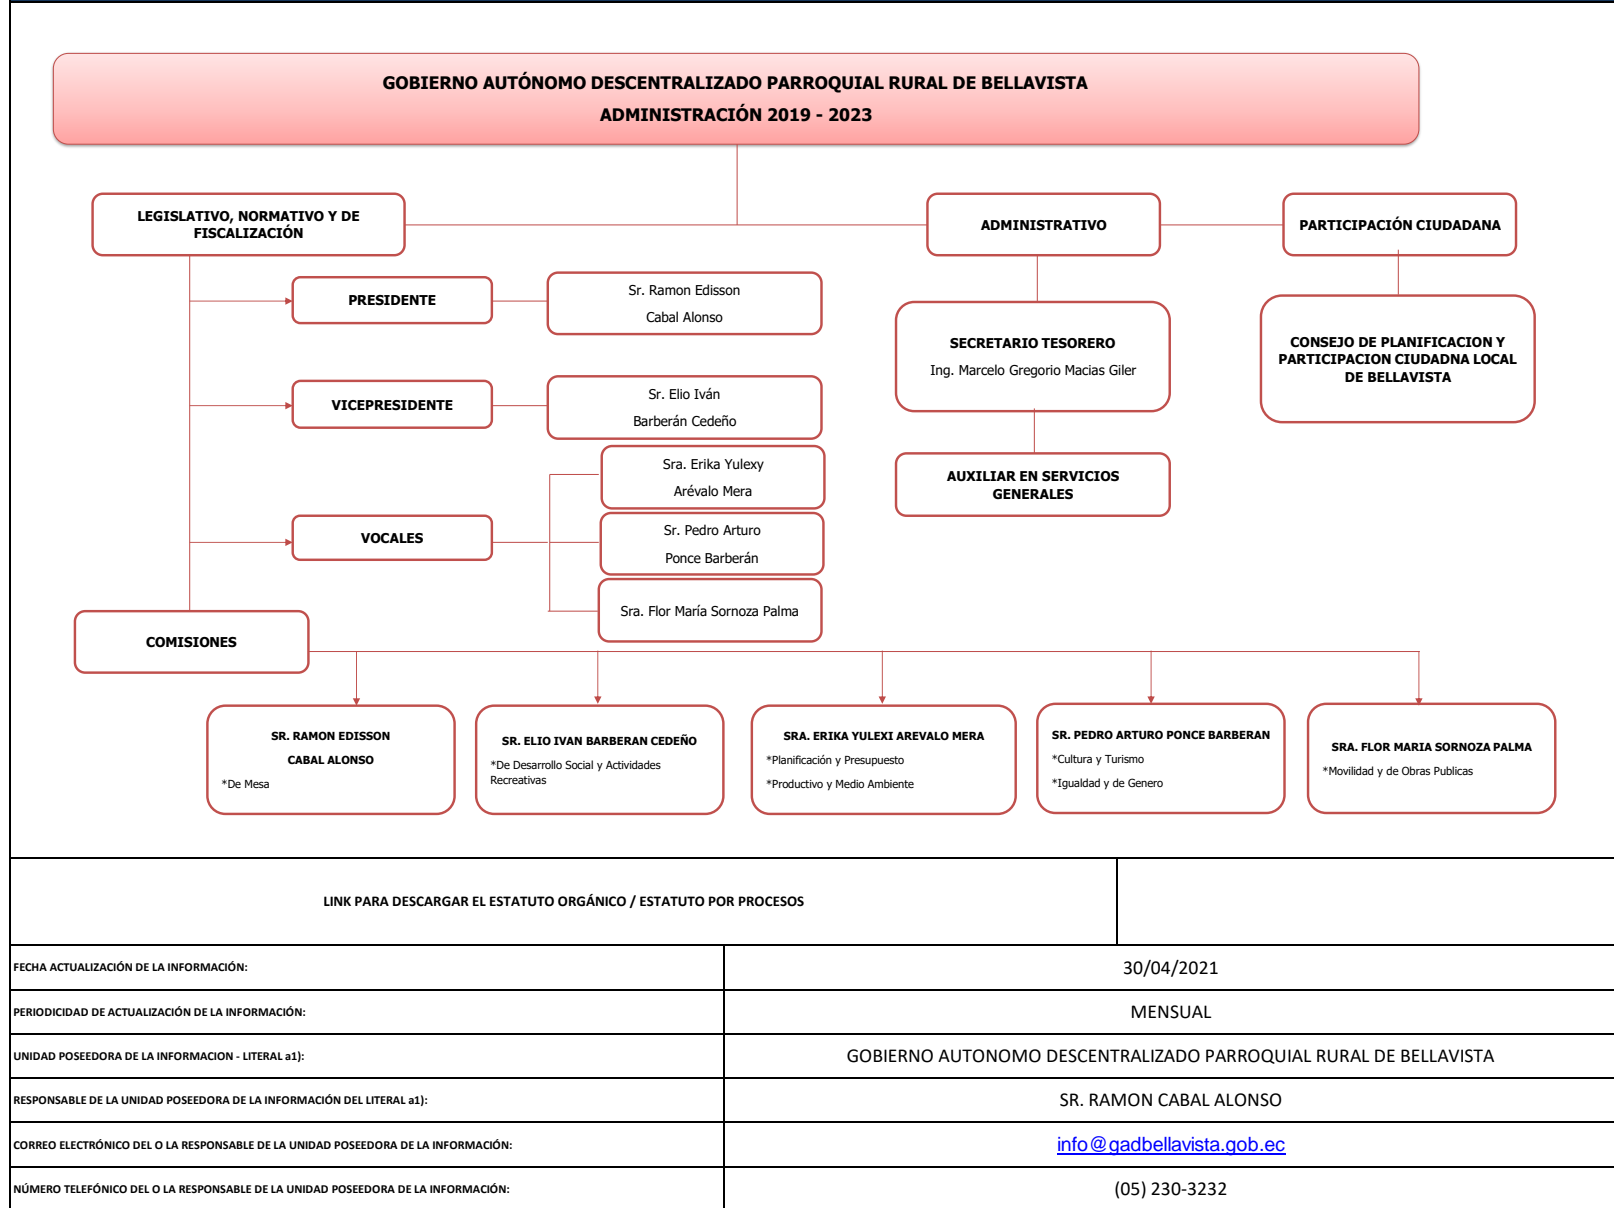 GOBIERNO AUTÓNOMO DESCENTRALIZADO PARROQUIAL RURAL DE BELLAVISTA
ADMINISTRACIÓN 2019 - 2023
LEGISLATIVO, NORMATIVO Y DE
FISCALIZACIÓN
ADMINISTRATIVO
PARTICIPACIÓN CIUDADANA
PRESIDENTE
Sr. Ramon Edisson
Cabal Alonso
SECRETARIO TESORERO
Ing. Marcelo Gregorio Macias Giler
CONSEJO DE PLANIFICACION Y
PARTICIPACION CIUDADNA LOCAL
DE BELLAVISTA
VICEPRESIDENTE
Sr. Elio Iván
Barberán Cedeño
AUXILIAR EN SERVICIOS
GENERALES
VOCALES
Sra. Erika Yulexy
Arévalo Mera
Sr. Pedro Arturo
Ponce Barberán
Sra. Flor María Sornoza Palma
COMISIONES
SR. RAMON EDISSON
CABAL ALONSO
*De Mesa
SR. ELIO IVAN BARBERAN CEDEÑO
*De Desarrollo Social y Actividades
Recreativas
SRA. ERIKA YULEXI AREVALO MERA
*Planificación y Presupuesto
*Productivo y Medio Ambiente
SR. PEDRO ARTURO PONCE BARBERAN
*Cultura y Turismo
*Igualdad y de Genero
SRA. FLOR MARIA SORNOZA PALMA
*Movilidad y de Obras Publicas
LINK PARA DESCARGAR EL ESTATUTO ORGÁNICO / ESTATUTO POR PROCESOS
FECHA ACTUALIZACIÓN DE LA INFORMACIÓN:
30/04/2021
PERIODICIDAD DE ACTUALIZACIÓN DE LA INFORMACIÓN:
MENSUAL
UNIDAD POSEEDORA DE LA INFORMACION - LITERAL a1):
GOBIERNO AUTONOMO DESCENTRALIZADO PARROQUIAL RURAL DE BELLAVISTA
RESPONSABLE DE LA UNIDAD POSEEDORA DE LA INFORMACIÓN DEL LITERAL a1):
SR. RAMON CABAL ALONSO
CORREO ELECTRÓNICO DEL O LA RESPONSABLE DE LA UNIDAD POSEEDORA DE LA INFORMACIÓN:
info@gadbellavista.gob.ec
NÚMERO TELEFÓNICO DEL O LA RESPONSABLE DE LA UNIDAD POSEEDORA DE LA INFORMACIÓN:
(05) 230-3232